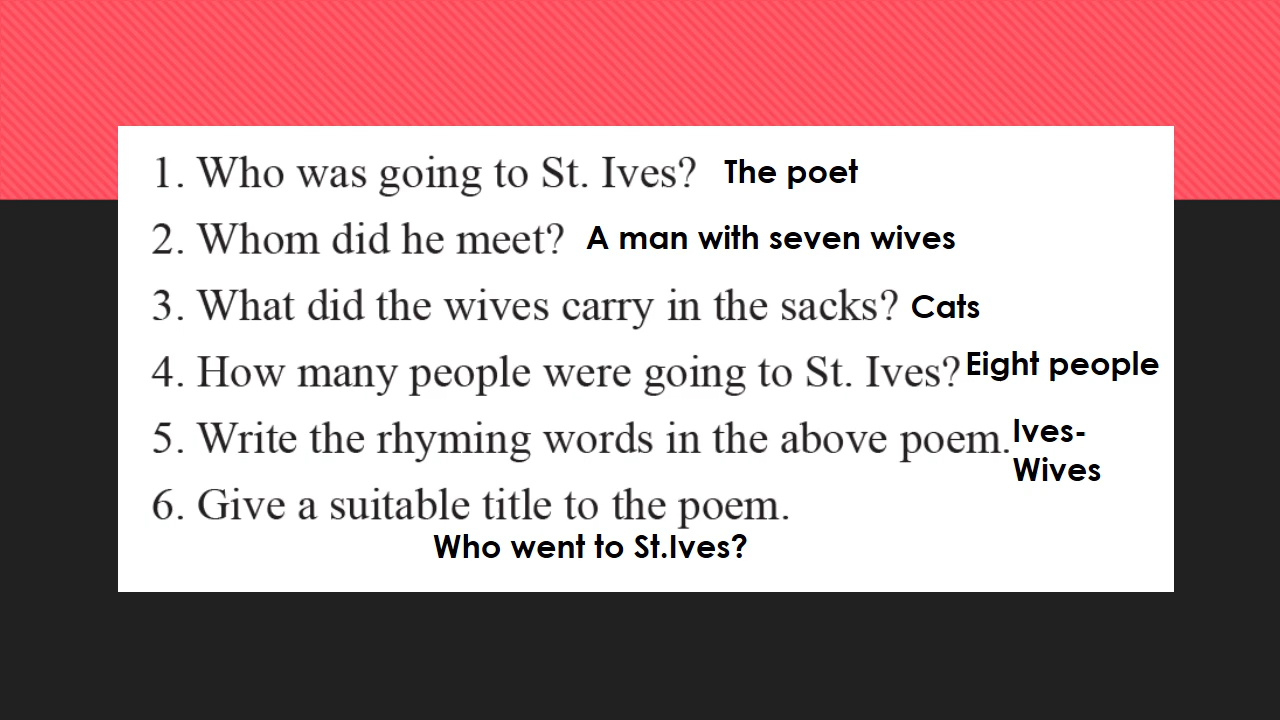 1. Who was going to St. Ives? The poet
2. Whom did he meet? A man with seven wives
3. What did the wives carry in the sacks? Cats
4. How many people were going to St. Ives? Eight people
5. Write the rhyming words in the above poem. Ives-
Wives
6. Give a suitable title to the poem.
Who went to St.Ives?